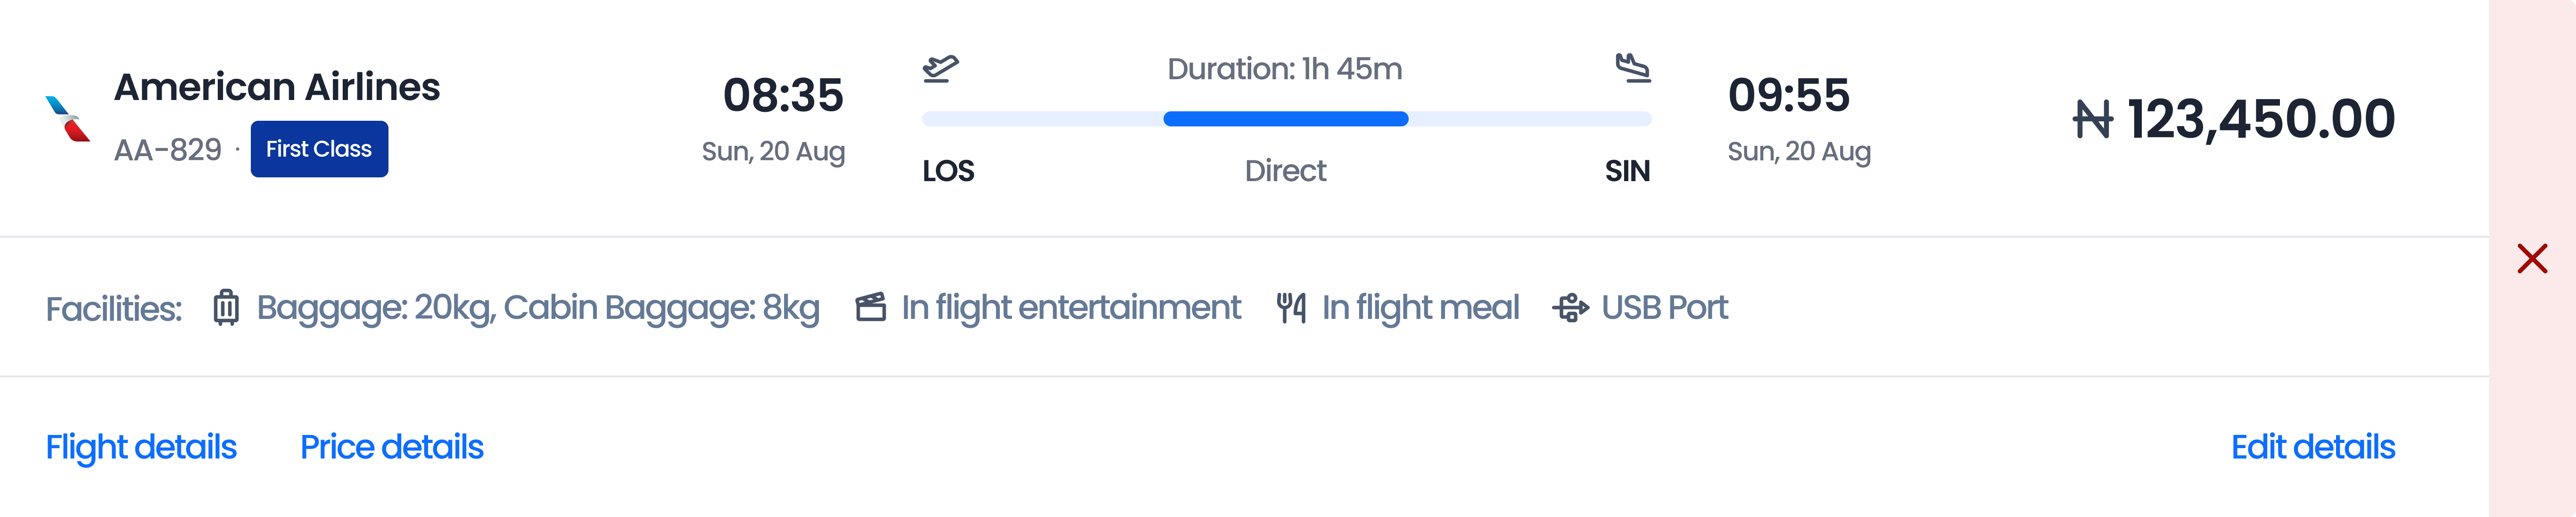 American Airlines
AA-829 · First Class
08:35
Sun, 20 Aug
Duration: 1h 45m
LOS
Direct
SIN
09:55
Sun, 20 Aug
₦ 123,450.00
Facilities: Baggage: 20kg, Cabin Baggage: 8kg In flight entertainment In flight meal USB Port
Flight details Price details Edit details